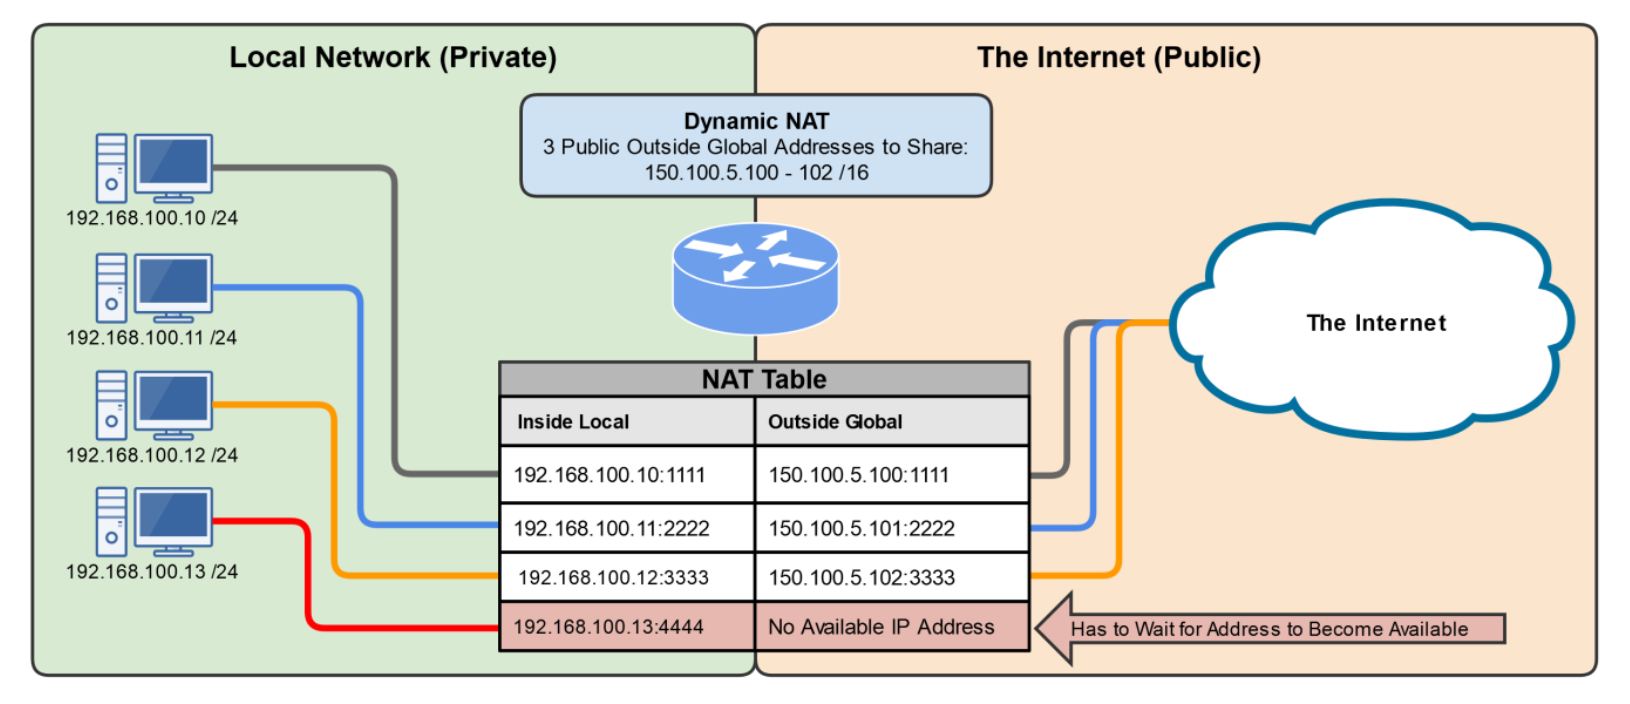 Local Network (Private)
The Internet (Public)
Dynamic NAT
3 Public Outside Global Addresses to Share:
150.100.5.100 - 102 /16
192.168.100.10 /24
192.168.100.11 /24
192.168.100.12 /24
192.168.100.13 /24
The Internet
NAT Table
Inside Local
Outside Global
192.168.100.10:1111
150.100.5.100:1111
192.168.100.11:2222
150.100.5.101:2222
192.168.100.12:3333
150.100.5.102:3333
192.168.100.13:4444
No Available IP Address
Has to Wait for Address to Become Available